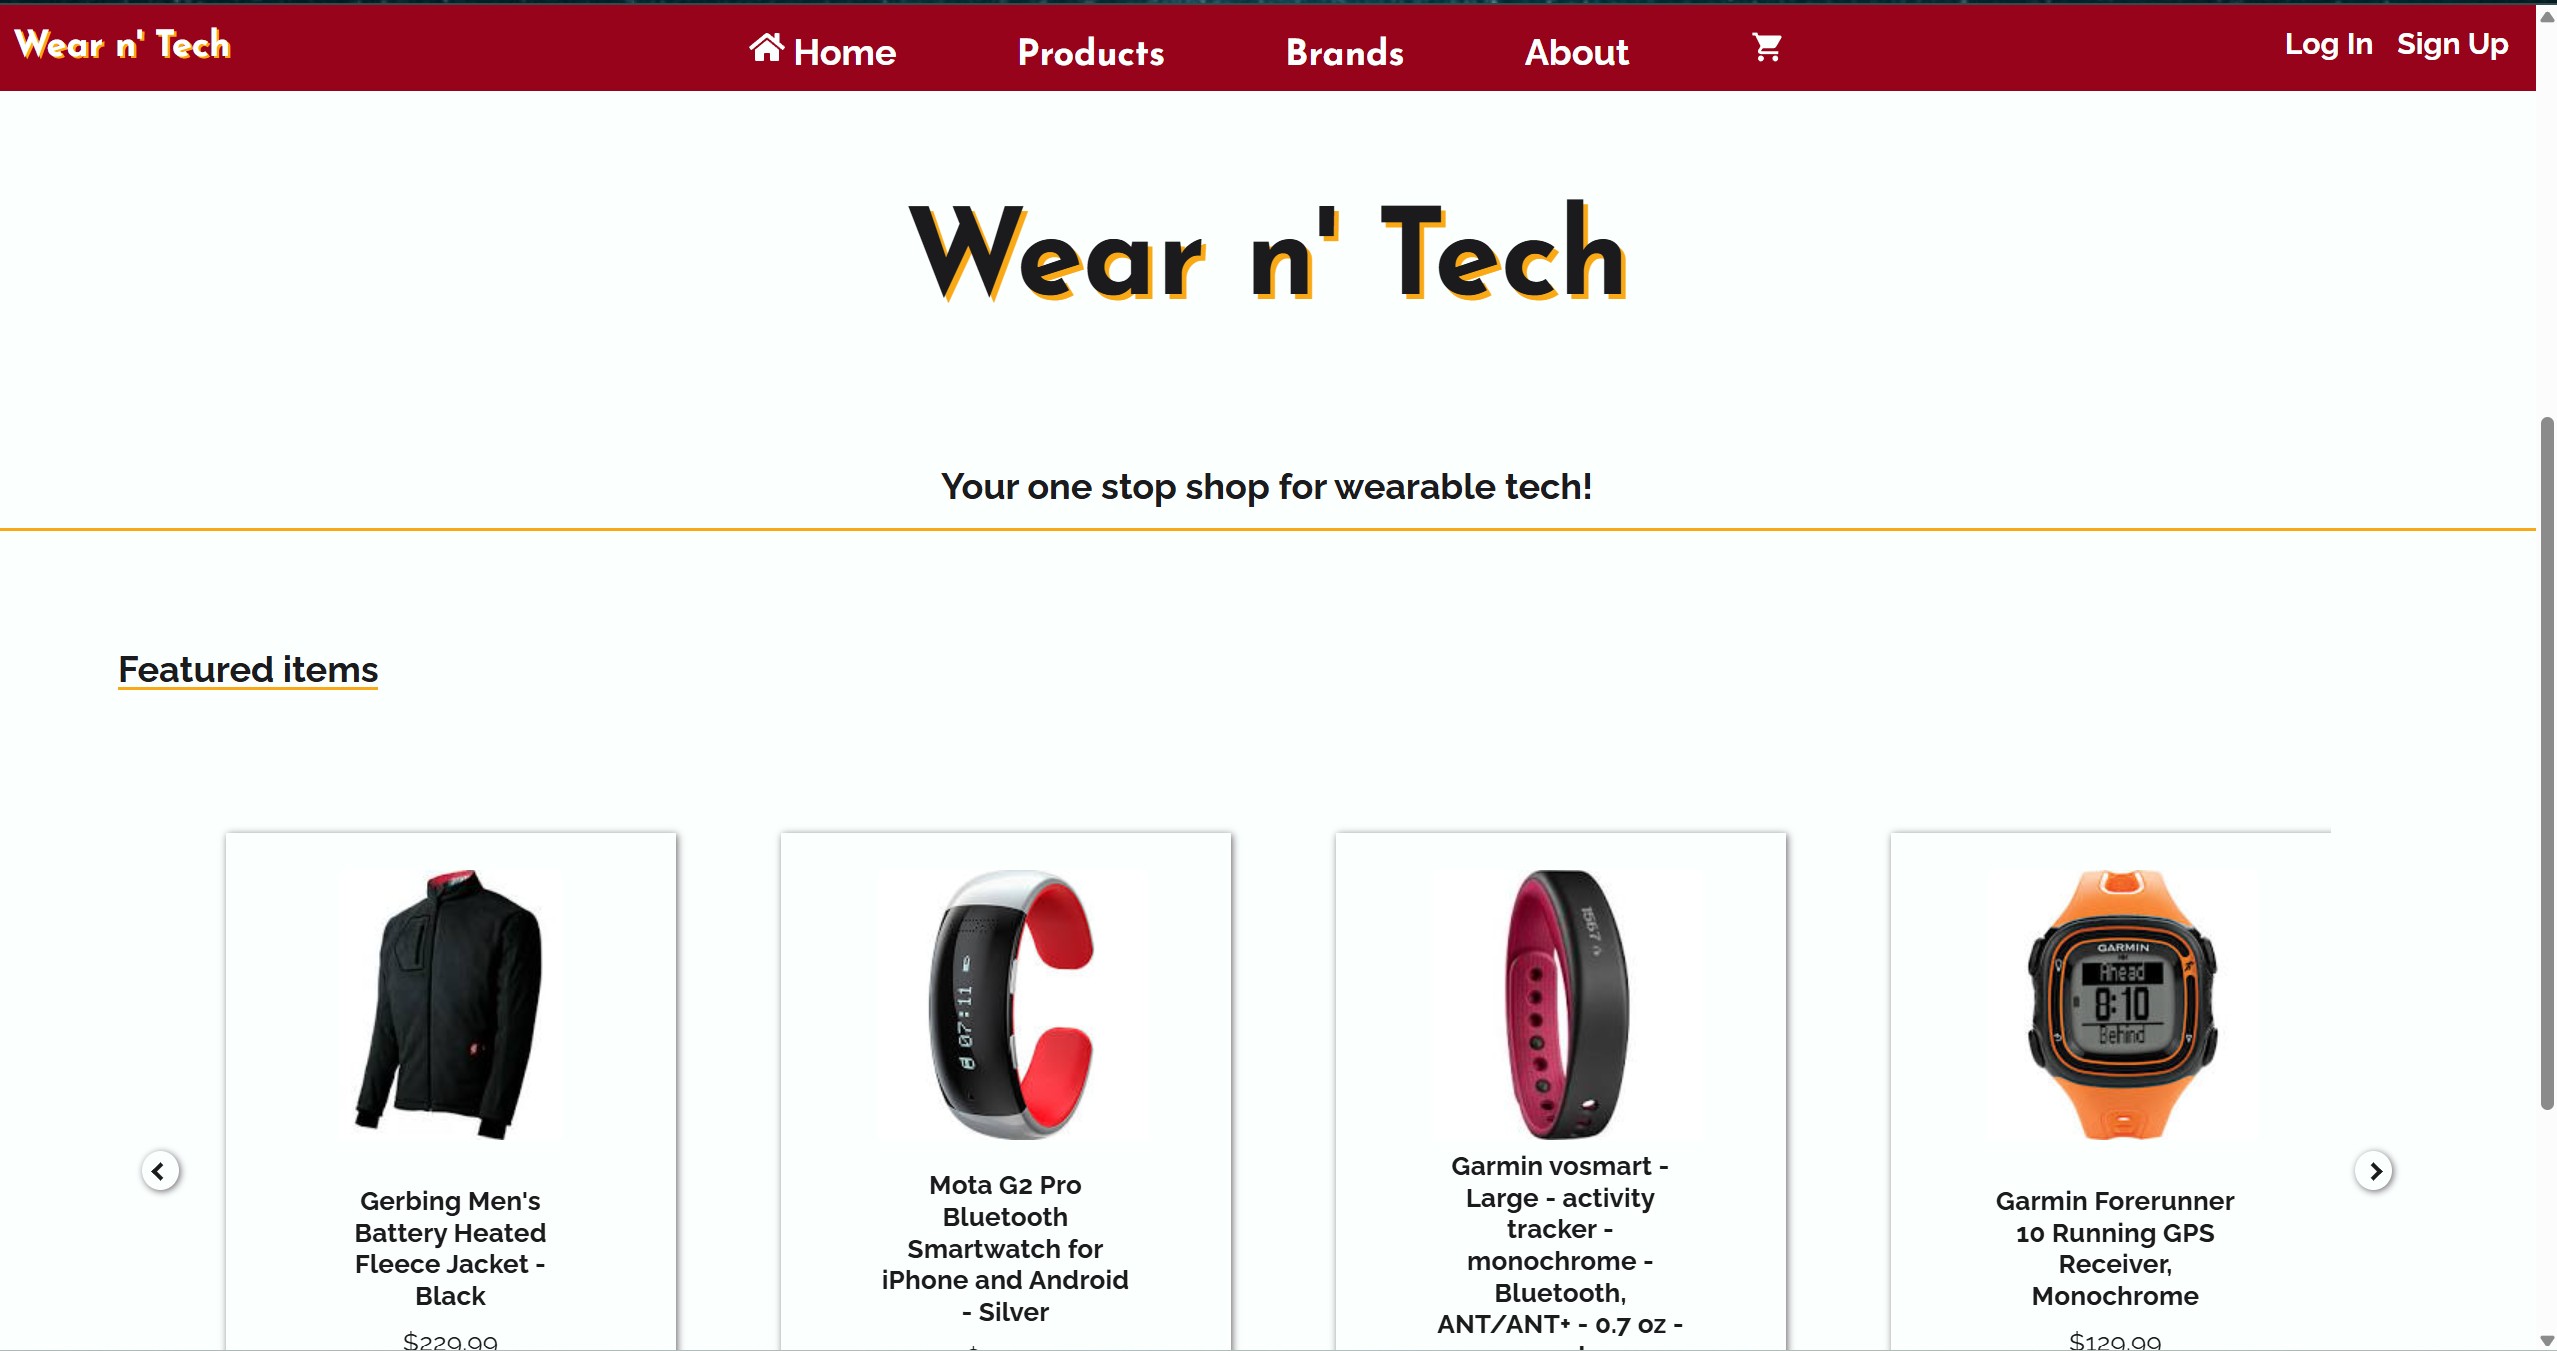 Wear n' Tech
Home Products Brands About
Log In Sign Up
Wear n' Tech
Your one stop shop for wearable tech!
Featured items
07:11
1567
GARMIN
Ahead
8:10
Behind
Gerbing Men's
Battery Heated
Fleece Jacket -
Black
$229.99
Mota G2 Pro
Bluetooth
Smartwatch for
iPhone and Android
- Silver
Garmin vosmart -
Large - activity
tracker -
monochrome -
Bluetooth,
ANT/ANT+ - 0.7 oz -
Garmin Forerunner
10 Running GPS
Receiver,
Monochrome
$129.99